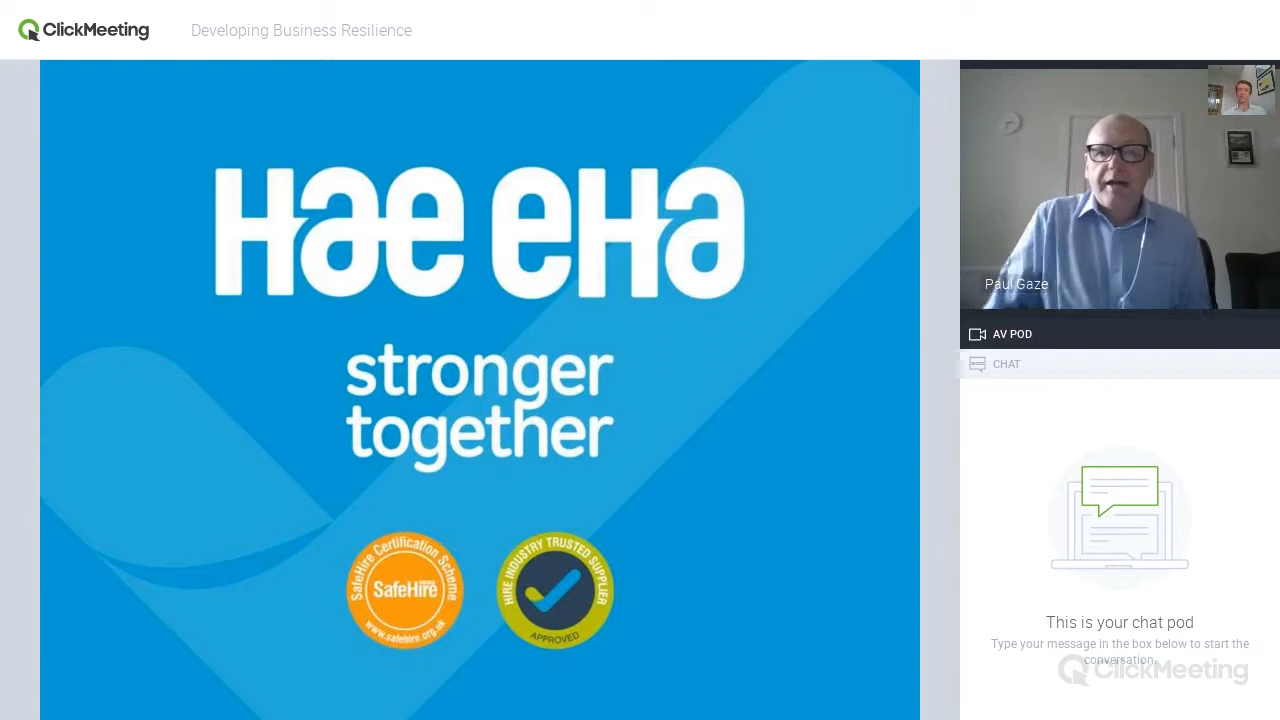 ClickMeeting
Developing Business Resilience
Hae eHa
stronger
together
SafeHire Certification Scheme
SafeHire
www.safehire.org.uk
HIRE INDUSTRY TRUSTED SUPPLIER
APPROVED
Paul Gaze
AV POD
CHAT
This is your chat pod
Type your message in the box below to start the
conversation.
ClickMeeting